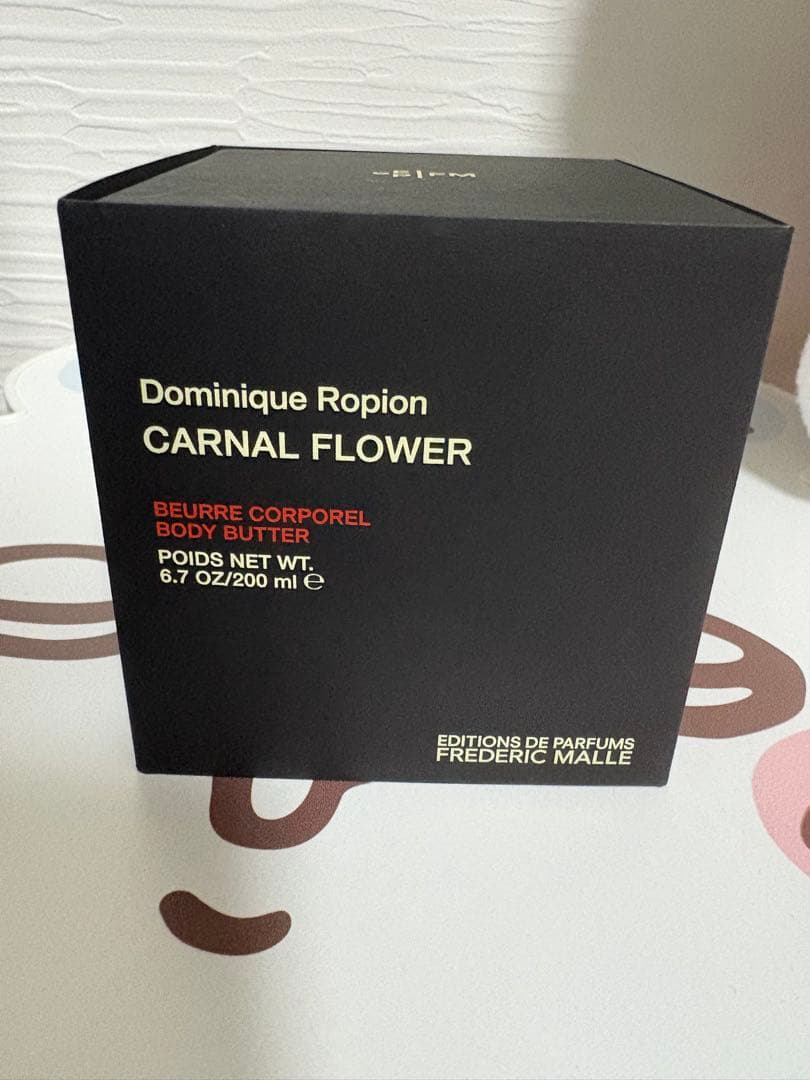 Dominique Ropion
CARNAL FLOWER
BEURRE CORPOREL
BODY BUTTER
POIDS NET WT.
6.7 OZ/200 ml ℮
EDITIONS DE PARFUMS
FREDERIC MALLE